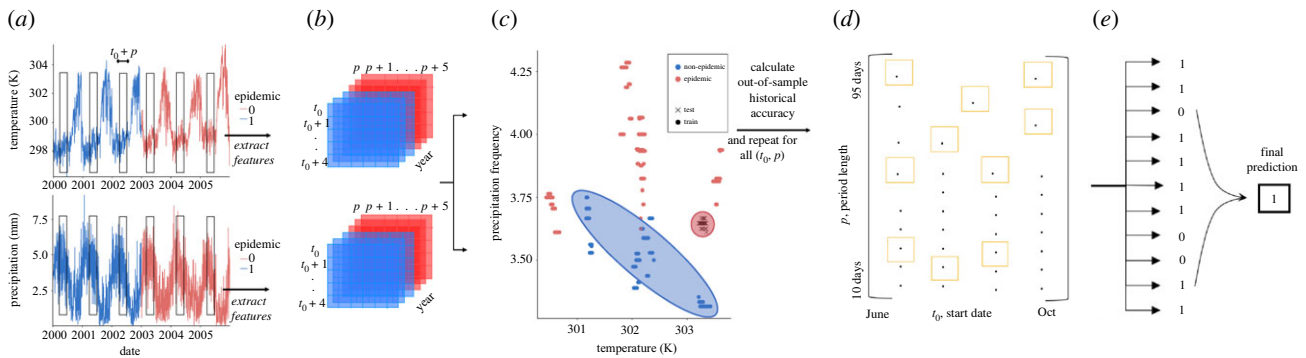 (a)
t0 + p
304
302
300
298
296
temperature (K)
epidemic
0
1
extract
features
2000 2001 2002 2003 2004 2005
7.5
5.0
2.5
precipitation (mm)
epidemic
0
1
extract
features
2000 2001 2002 2003 2004 2005
date
(b)
p p + 1 . . . p + 5
t0
t0 + 1
.
.
t0 + 4
year
p p + 1 . . . p + 5
t0
t0 + 1
.
.
t0 + 4
year
(c)
4.25
4.00
3.75
3.50
precipitation frequency
non-epidemic
epidemic
test
train
301 302 303
temperature (K)
calculate
out-of-sample
historical
accuracy
and repeat for
all (t0, p)
(d)
95 days
p, period length
10 days
June t0, start date Oct
(e)
1
1
0
1
1
1
1
0
0
1
1
final
prediction
1